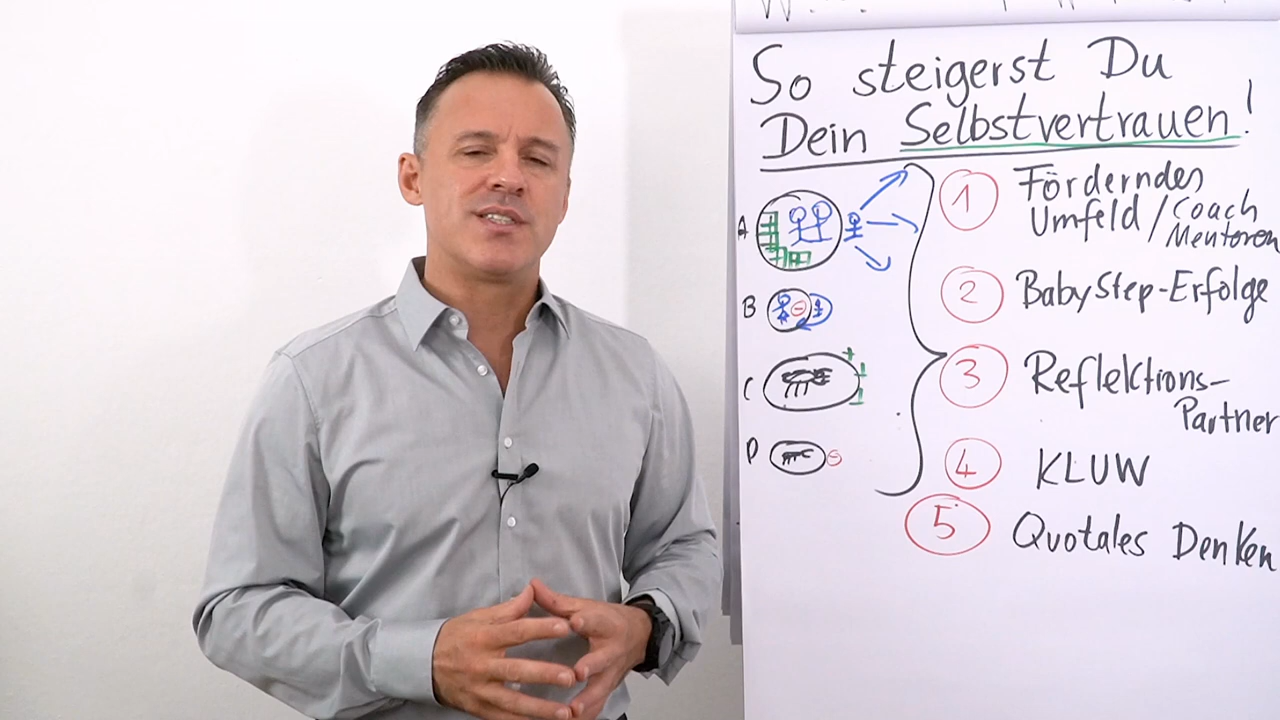 So steigerst Du
Dein Selbstvertrauen!
A
B
C
D
1 Förderndes
Umfeld / Coach
Mentoren
2 BabyStep-Erfolge
3 Reflektions-
Partner
4 KLUW
5 Quotales Denken